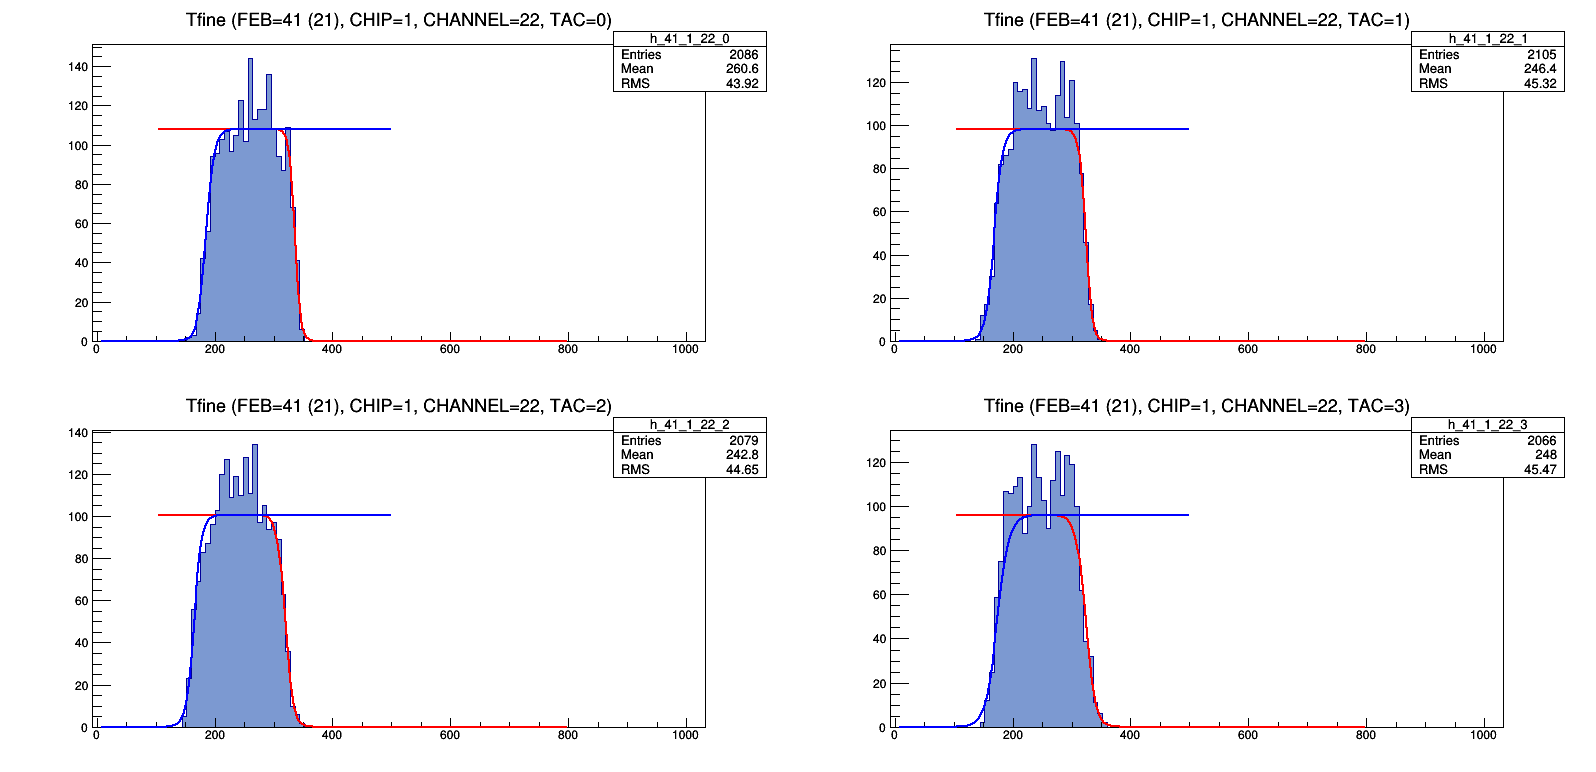 Tfine (FEB=41 (21), CHIP=1, CHANNEL=22, TAC=0)
h_41_1_22_0
Entries 2086
Mean 260.6
RMS 43.92
140
120
100
80
60
40
20
0
0 200 400 600 800 1000
Tfine (FEB=41 (21), CHIP=1, CHANNEL=22, TAC=1)
h_41_1_22_1
Entries 2105
Mean 246.4
RMS 45.32
120
100
80
60
40
20
0
0 200 400 600 800 1000
Tfine (FEB=41 (21), CHIP=1, CHANNEL=22, TAC=2)
h_41_1_22_2
Entries 2079
Mean 242.8
RMS 44.65
140
120
100
80
60
40
20
0
0 200 400 600 800 1000
Tfine (FEB=41 (21), CHIP=1, CHANNEL=22, TAC=3)
h_41_1_22_3
Entries 2066
Mean 248
RMS 45.47
120
100
80
60
40
20
0
0 200 400 600 800 1000